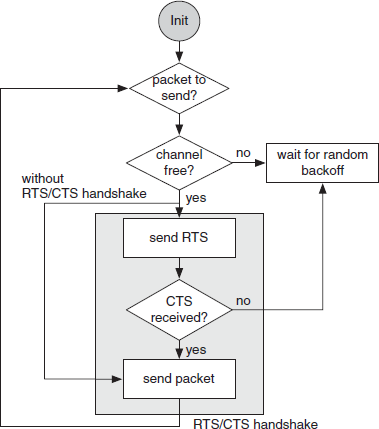 Init
packet to
send?
channel
free?
no
wait for random
backoff
without
RTS/CTS handshake
yes
send RTS
CTS
received?
no
yes
send packet
RTS/CTS handshake